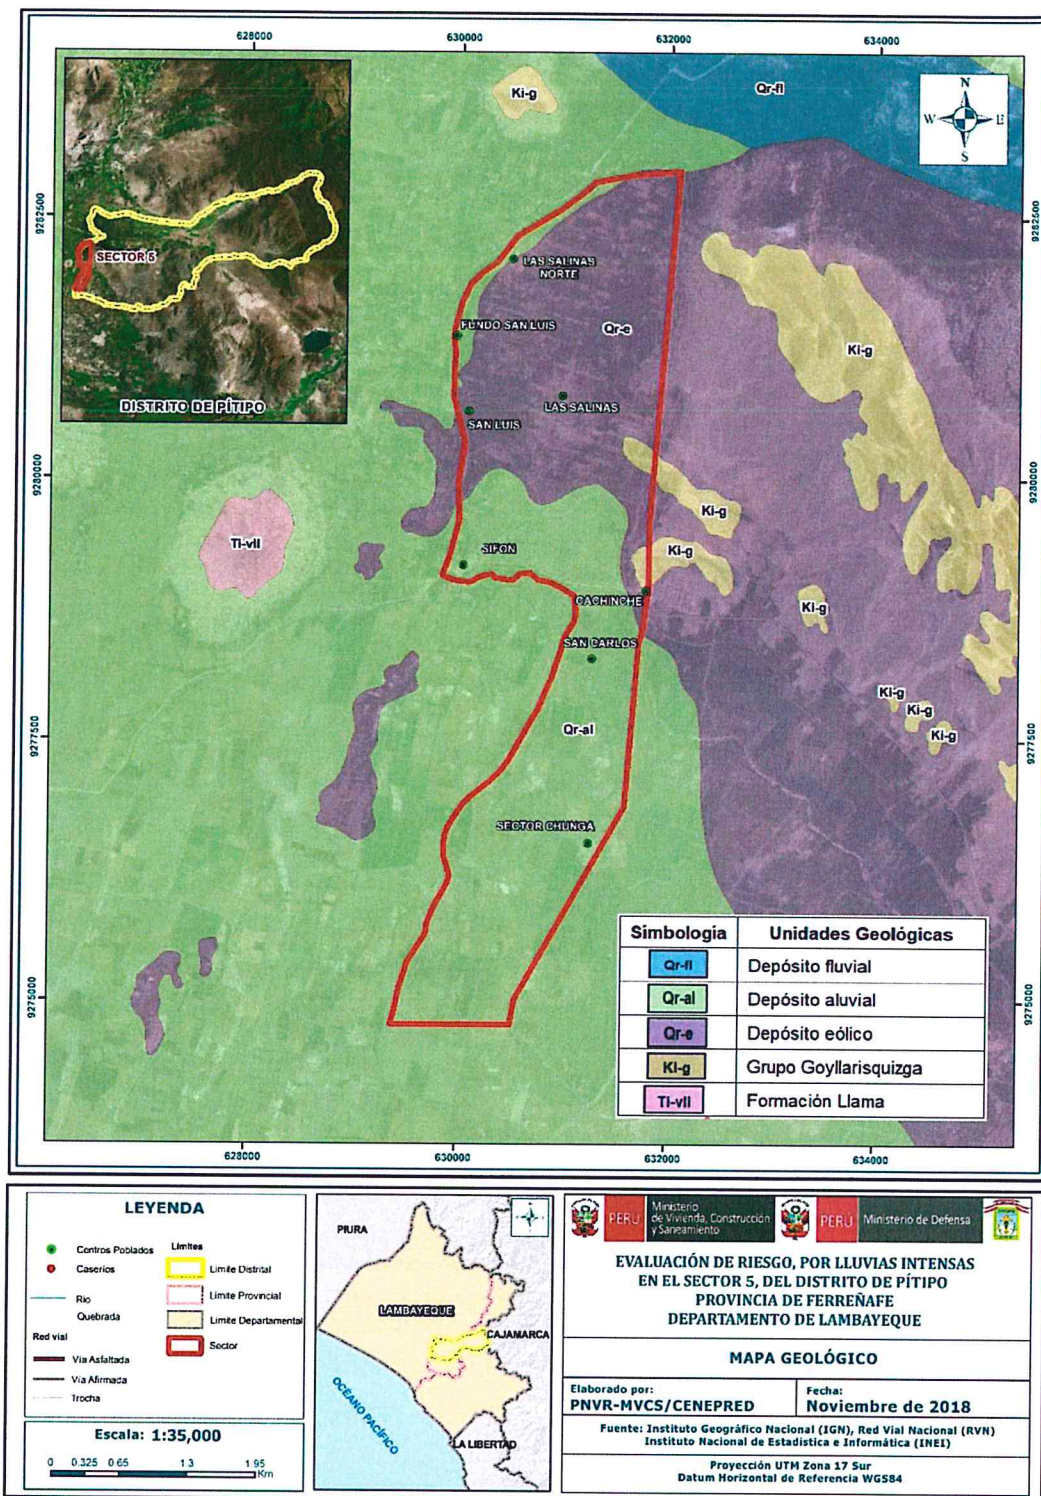 628000
630000
632000
634000
Ki-g
Qr-fl
N
W
E
S
9282500
9282500
SECTOR 5
DISTRITO DE PÍTIPO
LAS SALINAS
NORTE
FUNDO SAN LUIS
Qr-e
Ki-g
LAS SALINAS
SAN LUIS
9280000
9280000
Ki-g
Ti-vll
SIFON
Ki-g
CACHINCHE
Ki-g
SAN CARLOS
Ki-g
Ki-g
Ki-g
Qr-al
9277500
9277500
SECTOR CHUNGA
Simbologia Unidades Geológicas
Qr-fl Depósito fluvial
Qr-al Depósito aluvial
Qr-e Depósito eólico
Ki-g Grupo Goyllarisquizga
Ti-vll Formación Llama
9275000
9275000
628000
630000
632000
634000
LEYENDA
Centros Poblados
Caserios
Rio
Quebrada
Red vial
Via Asfaltada
Via Afirmada
Trocha
Limites
Limite Distrital
Limite Provincial
Limite Departamental
Sector
Escala: 1:35,000
0 0.325 0.65 1.3 1.95
Km
PIURA
LAMBAYEQUE
CAJAMARCA
OCÉANO PACÍFICO
LA LIBERTAD
PERÚ
Ministerio
de Vivienda, Construcción
y Saneamiento
PERÚ
Ministerio de Defensa
EVALUACIÓN DE RIESGO, POR LLUVIAS INTENSAS
EN EL SECTOR 5, DEL DISTRITO DE PÍTIPO
PROVINCIA DE FERREÑAFE
DEPARTAMENTO DE LAMBAYEQUE
MAPA GEOLÓGICO
Elaborado por:
PNVR-MVCS/CENEPRED
Fecha:
Noviembre de 2018
Fuente: Instituto Geográfico Nacional (IGN), Red Vial Nacional (RVN)
Instituto Nacional de Estadística e Informática (INEI)
Proyección UTM Zona 17 Sur
Datum Horizontal de Referencia WGS84